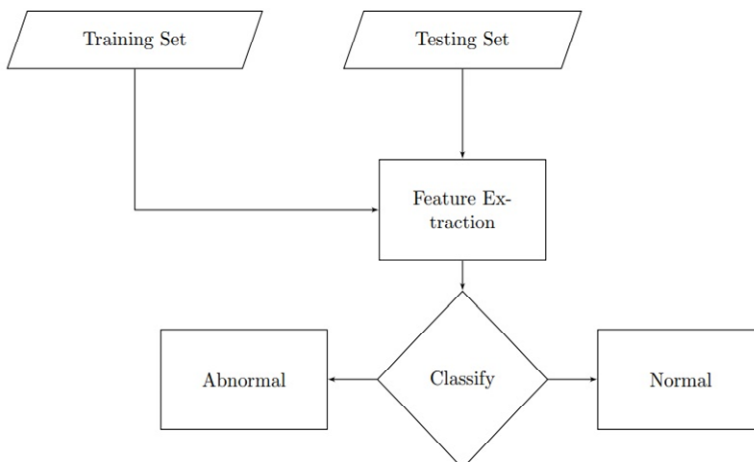 Training Set
Testing Set
Feature Ex-
traction
Abnormal
Classify
Normal